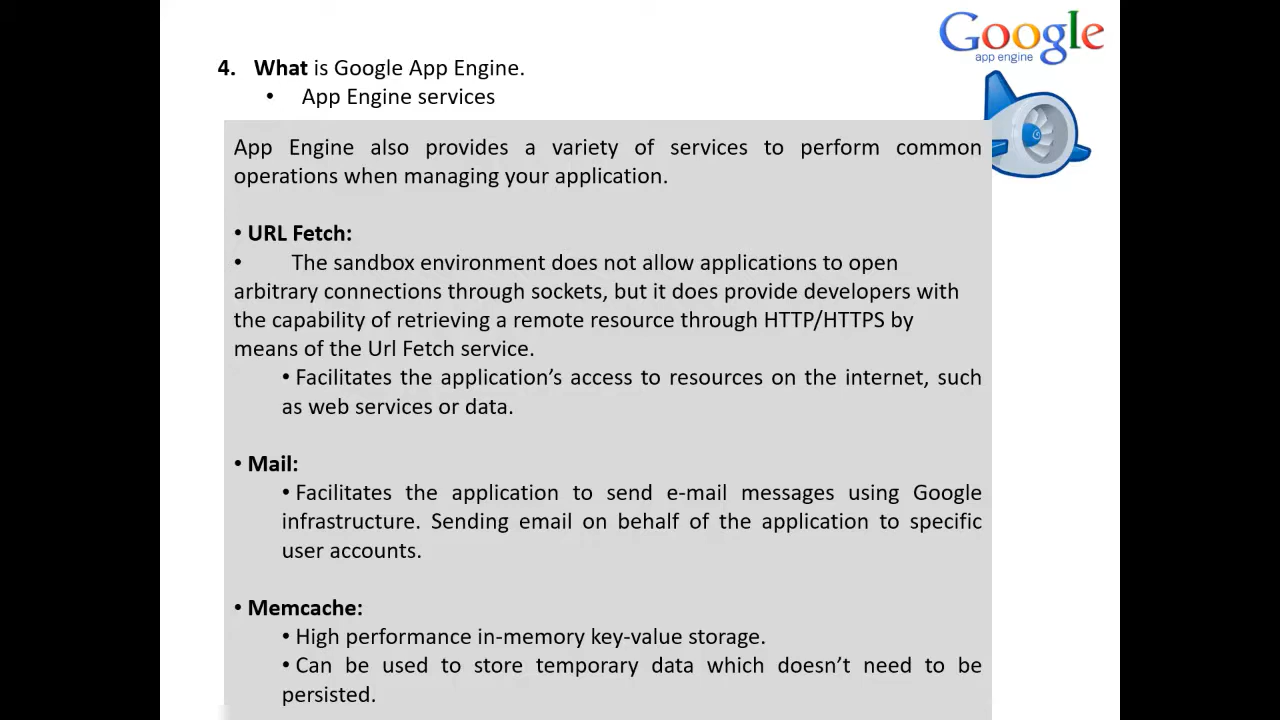 Google
app engine
4. What is Google App Engine.
• App Engine services
App Engine also provides a variety of services to perform common
operations when managing your application.
• URL Fetch:
• The sandbox environment does not allow applications to open
arbitrary connections through sockets, but it does provide developers with
the capability of retrieving a remote resource through HTTP/HTTPS by
means of the Url Fetch service.
• Facilitates the application’s access to resources on the internet, such
as web services or data.
• Mail:
• Facilitates the application to send e-mail messages using Google
infrastructure. Sending email on behalf of the application to specific
user accounts.
• Memcache:
• High performance in-memory key-value storage.
• Can be used to store temporary data which doesn’t need to be
persisted.